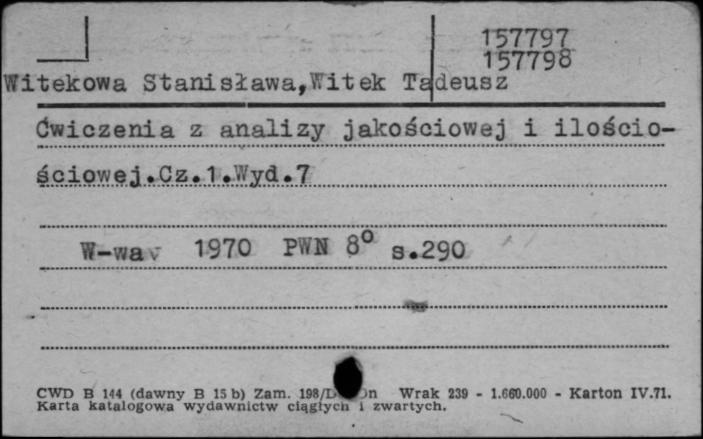 157797
157798
Witekowa Stanisława,Witek Tadeusz
Ćwiczenia z analizy jakościowej i ilościo-
ściowej.Cz.1.Wyd.7
W-wa 1970 PWN 8° s.290
CWD B 144 (dawny B 15 b) Zam. 198/ Wrak 239 - 1.660.000 - Karton IV.71.
Karta katalogowa wydawnictw ciągłych i zwartych.